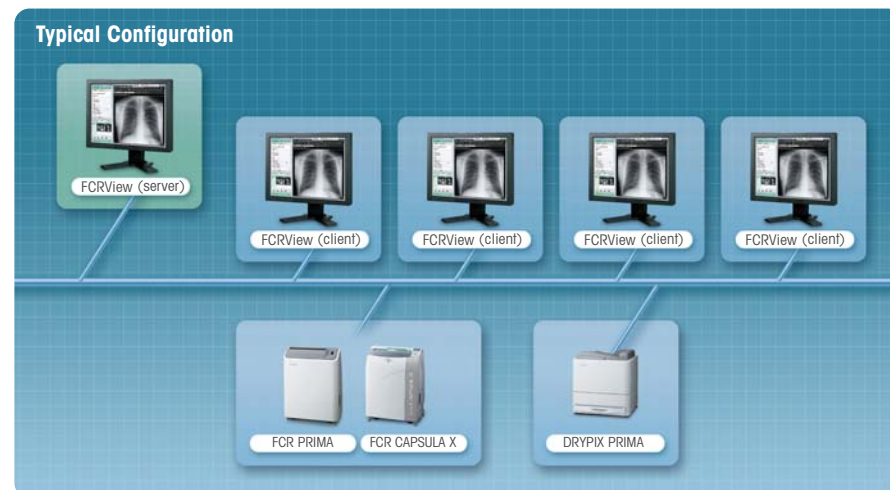 Typical Configuration
FCRView (server)
FCRView (client)
FCRView (client)
FCRView (client)
FCRView (client)
FCR PRIMA
FCR CAPSULA X
DRYPIX PRIMA